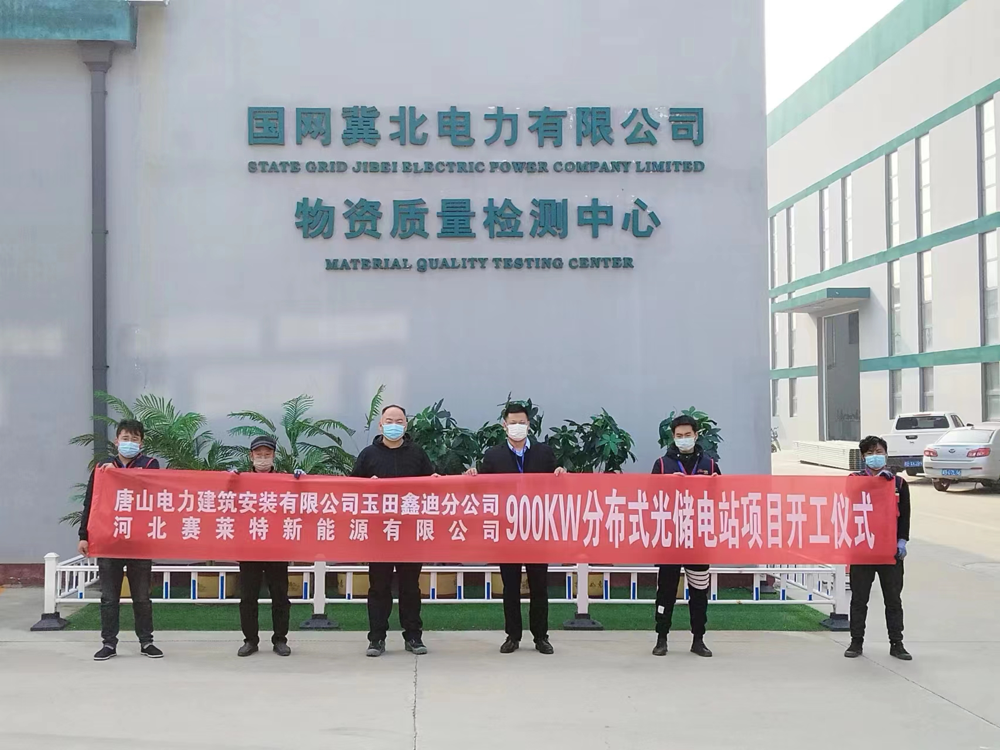 国网冀北电力有限公司
STATE GRID JIBEI ELECTRIC POWER COMPANY LIMITED
物资质量检测中心
MATERIAL QUALITY TESTING CENTER
唐山电力建筑安装有限公司玉田鑫迪分公司
河北赛莱特新能源有限公司
900KW分布式光储电站项目开工仪式